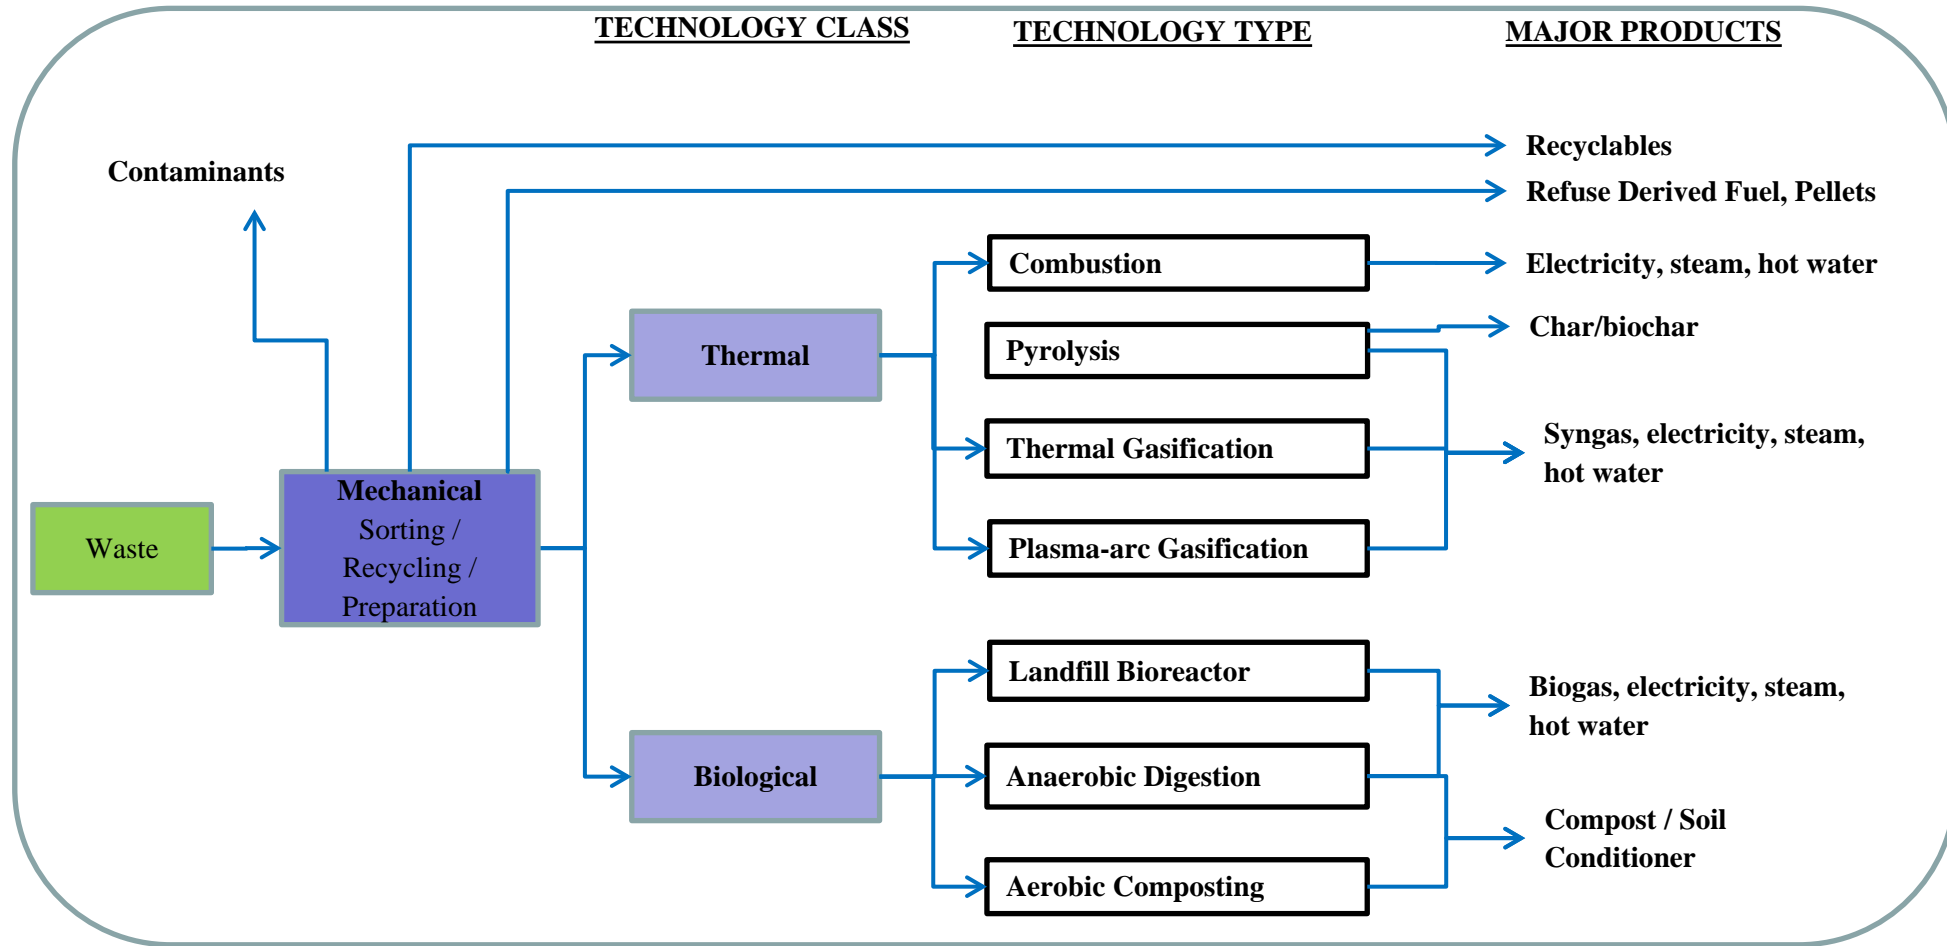 TECHNOLOGY CLASS
TECHNOLOGY TYPE
MAJOR PRODUCTS
Contaminants
Recyclables
Refuse Derived Fuel, Pellets
Combustion
Electricity, steam, hot water
Thermal
Pyrolysis
Char/biochar
Thermal Gasification
Syngas, electricity, steam,
hot water
Plasma-arc Gasification
Waste
Mechanical
Sorting /
Recycling /
Preparation
Landfill Bioreactor
Biogas, electricity, steam,
hot water
Biological
Anaerobic Digestion
Compost / Soil
Conditioner
Aerobic Composting